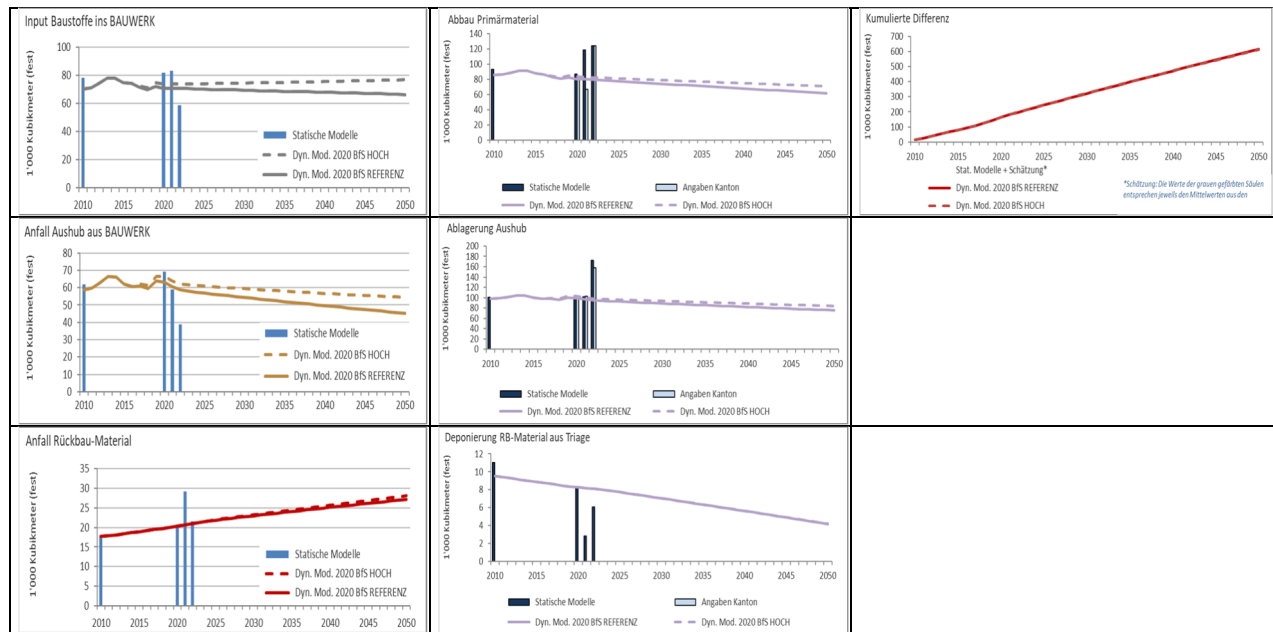 Input Baustoffe ins BAUWERK
1'000 Kubikmeter (fest)
100
80
60
40
20
0
Statische Modelle
Dyn. Mod. 2020 BfS HOCH
Dyn. Mod. 2020 BfS REFERENZ
2010 2015 2020 2025 2030 2035 2040 2045 2050
Abbau Primärmaterial
1'000 Kubikmeter (fest)
140
120
100
80
60
40
20
0
2010 2015 2020 2025 2030 2035 2040 2045 2050
Statische Modelle Angaben Kanton
Dyn. Mod. 2020 BfS REFERENZ Dyn. Mod. 2020 BfS HOCH
Kumulierte Differenz
1'000 Kubikmeter (fest)
700
600
500
400
300
200
100
0
2010 2015 2020 2025 2030 2035 2040 2045 2050
Stat. Modelle + Schätzung*
Dyn. Mod. 2020 BfS REFERENZ
Dyn. Mod. 2020 BfS HOCH
*Schätzung: Die Werte der grauen gefärbten Säulen
entsprechen jeweils den Mittelwerten aus den
Anfall Aushub aus BAUWERK
1'000 Kubikmeter (fest)
80
70
60
50
40
30
20
10
0
Statische Modelle
Dyn. Mod. 2020 BfS HOCH
Dyn. Mod. 2020 BfS REFERENZ
2010 2015 2020 2025 2030 2035 2040 2045 2050
Ablagerung Aushub
1'000 Kubikmeter (fest)
200
180
160
140
120
100
80
60
40
20
0
2010 2015 2020 2025 2030 2035 2040 2045 2050
Statische Modelle Angaben Kanton
Dyn. Mod. 2020 BfS REFERENZ Dyn. Mod. 2020 BfS HOCH
Anfall Rückbau-Material
1'000 Kubikmeter (fest)
35
30
25
20
15
10
5
0
Statische Modelle
Dyn. Mod. 2020 BfS HOCH
Dyn. Mod. 2020 BfS REFERENZ
2010 2015 2020 2025 2030 2035 2040 2045 2050
Deponierung RB-Material aus Triage
1'000 Kubikmeter (fest)
12
10
8
6
4
2
0
2010 2015 2020 2025 2030 2035 2040 2045 2050
Statische Modelle Angaben Kanton
Dyn. Mod. 2020 BfS REFERENZ Dyn. Mod. 2020 BfS HOCH